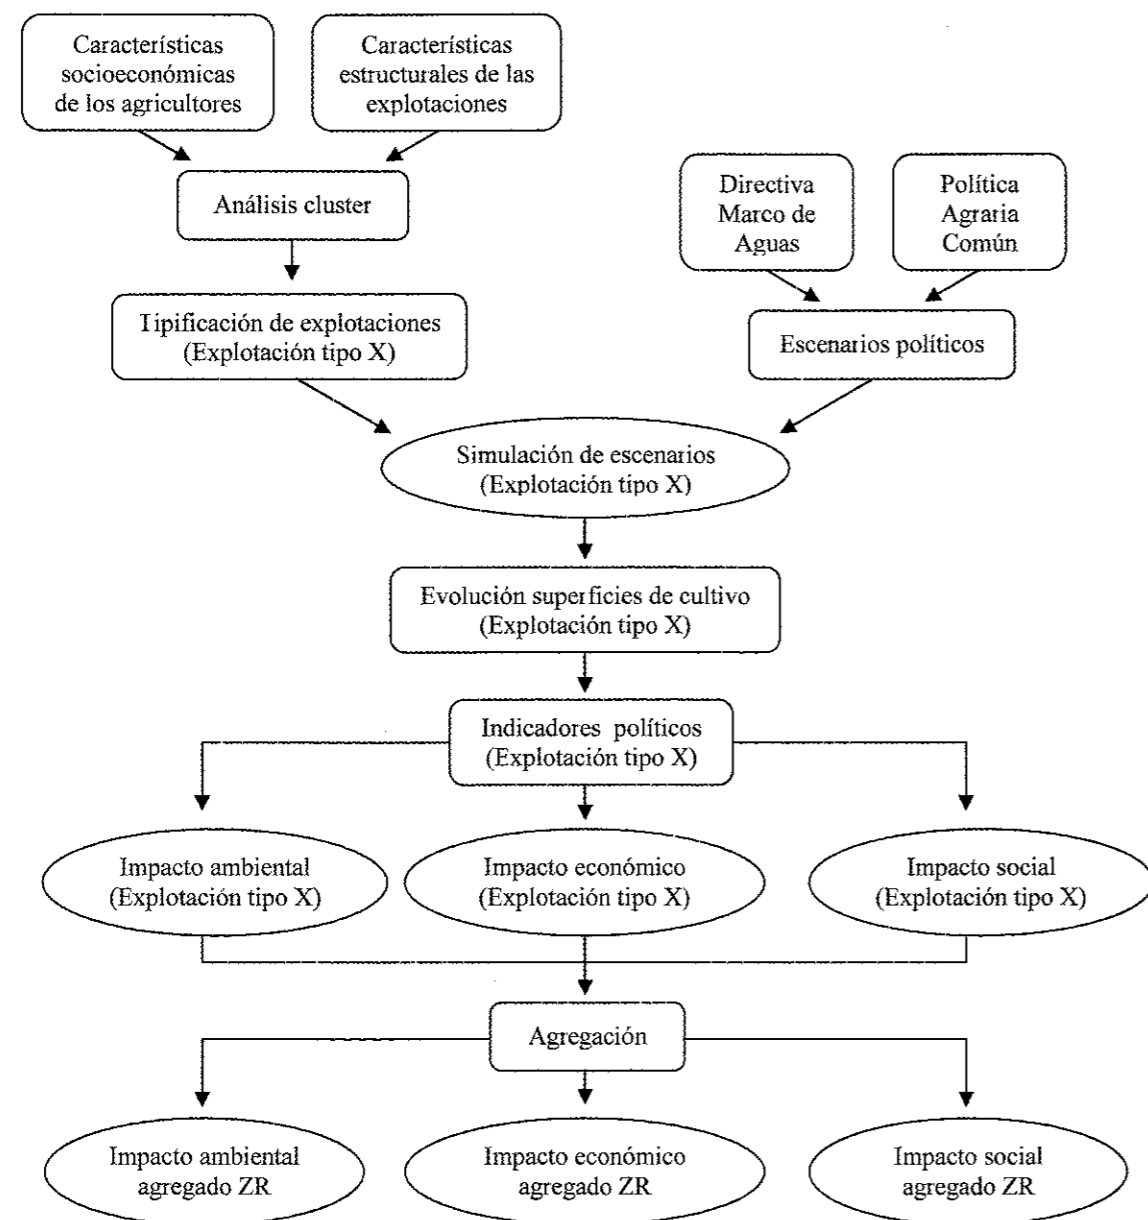 Características
socioeconómicas
de los agricultores
Características
estructurales de las
explotaciones
Análisis cluster
Directiva
Marco de
Aguas
Política
Agraria
Común
Tipificación de explotaciones
(Explotación tipo X)
Escenarios políticos
Simulación de escenarios
(Explotación tipo X)
Evolución superficies de cultivo
(Explotación tipo X)
Indicadores políticos
(Explotación tipo X)
Impacto ambiental
(Explotación tipo X)
Impacto económico
(Explotación tipo X)
Impacto social
(Explotación tipo X)
Agregación
Impacto ambiental
agregado ZR
Impacto económico
agregado ZR
Impacto social
agregado ZR